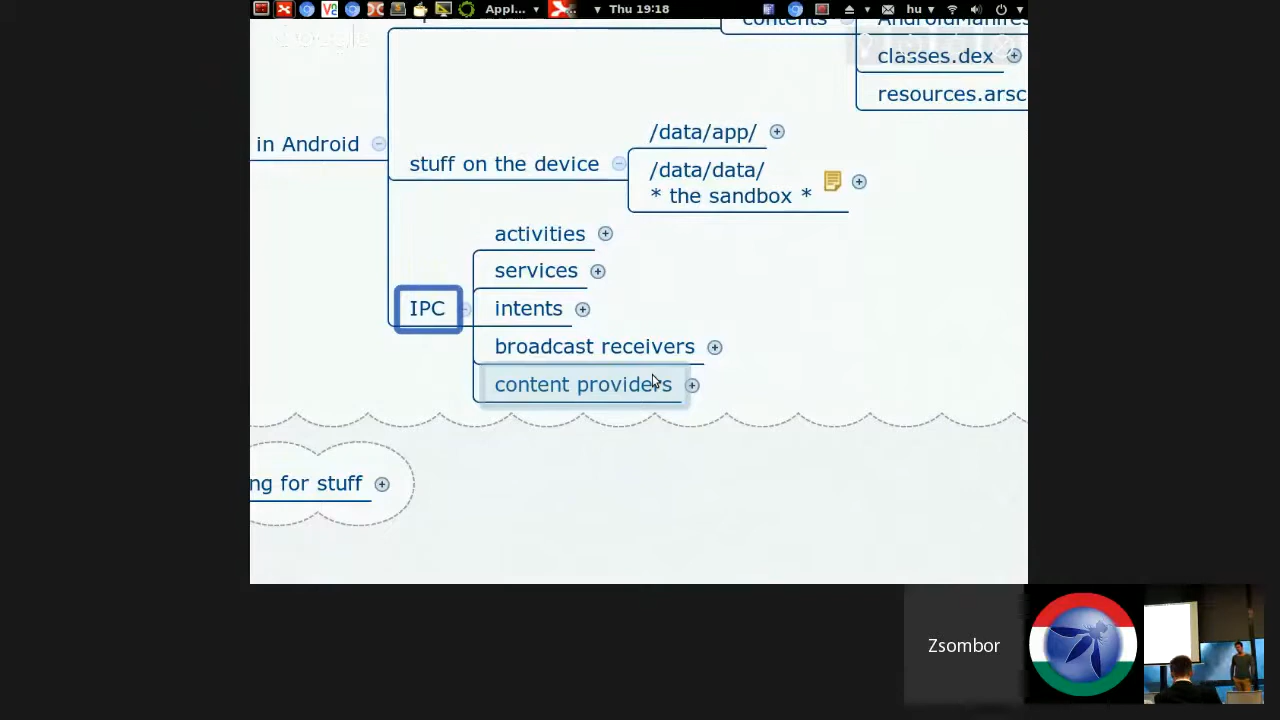 Appl...
Thu 19:18
hu
contents
AndroidManifes
classes.dex
resources.arsc
in Android
stuff on the device
/data/app/
/data/data/
* the sandbox *
IPC
activities
services
intents
broadcast receivers
content providers
ng for stuff
Zsombor